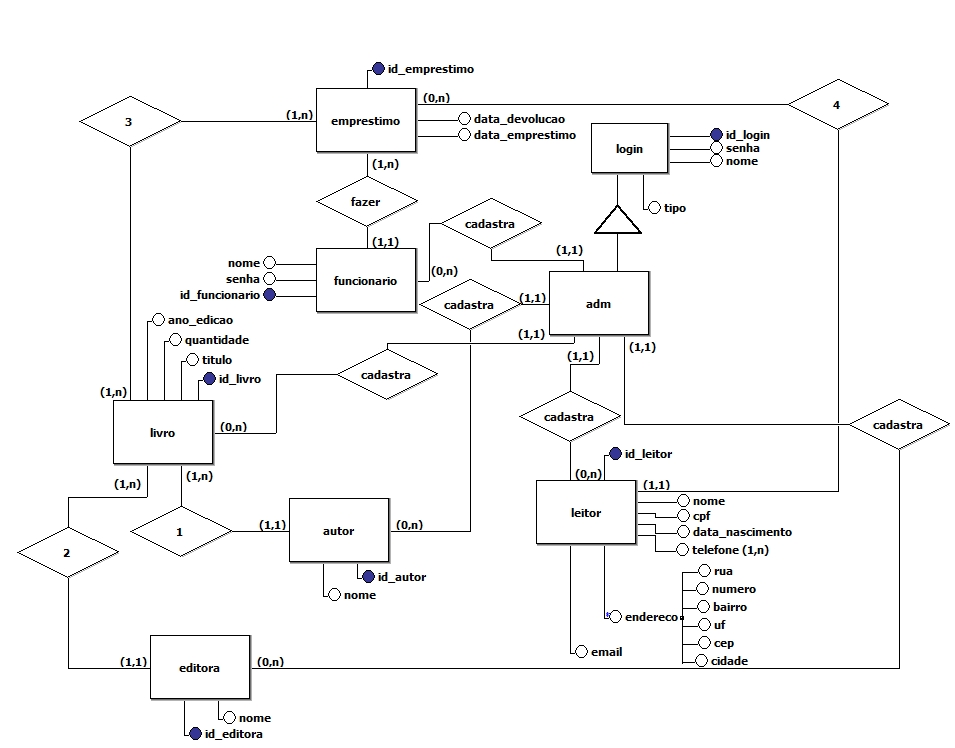 id_emprestimo
(0,n)
4
3
(1,n)
emprestimo
data_devolucao
data_emprestimo
login
id_login
senha
nome
(1,n)
fazer
tipo
cadastra
(1,1)
(1,1)
nome
senha
id_funcionario
funcionario
(0,n)
cadastra
(1,1)
adm
ano_edicao
quantidade
titulo
id_livro
(1,1)
(1,1)
(1,1)
cadastra
(1,n)
livro
(0,n)
cadastra
cadastra
id_leitor
(0,n)
(1,n)
(1,n)
(1,1)
leitor
nome
cpf
data_nascimento
telefone (1,n)
1
(1,1)
autor
(0,n)
2
id_autor
nome
rua
numero
bairro
endereco
uf
cep
cidade
email
(1,1)
editora
(0,n)
nome
id_editora